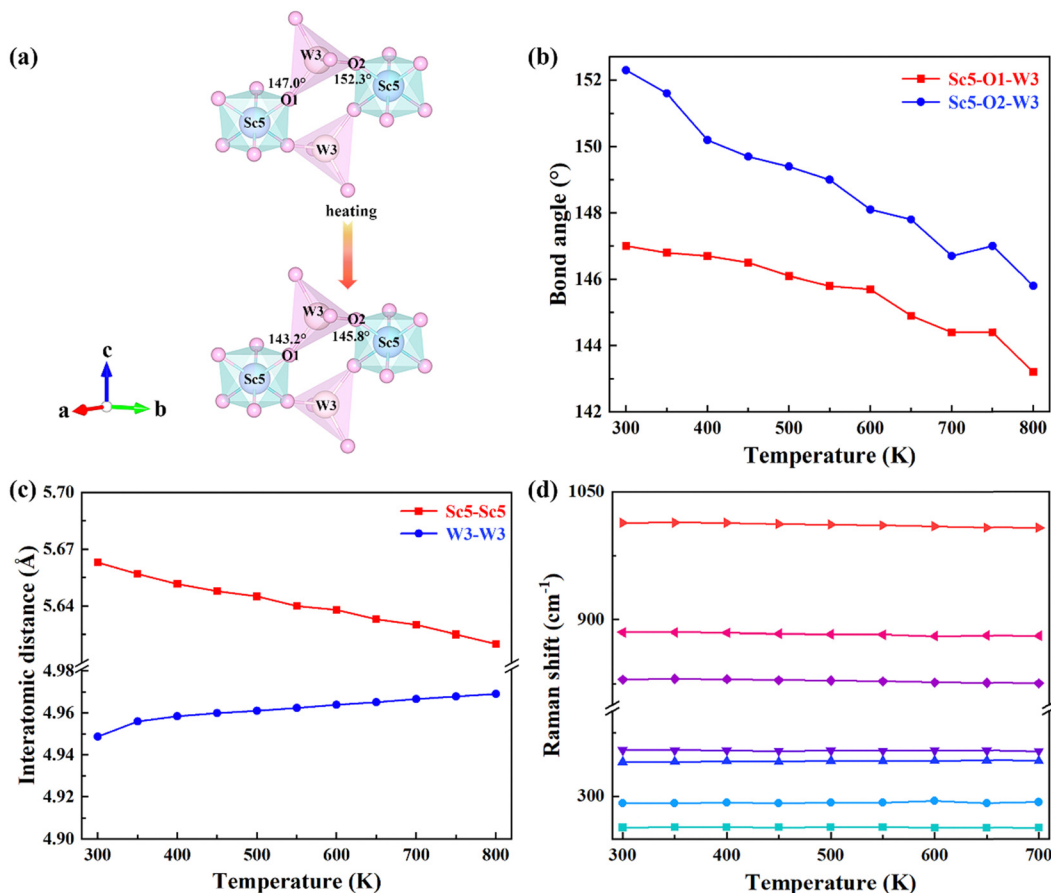 (a)
W3
O2
147.0°
152.3°
O1
Sc5
Sc5
W3
heating
W3
O2
143.2°
145.8°
O1
Sc5
Sc5
W3
c
a
b
(b)
Sc5-O1-W3
Sc5-O2-W3
Bond angle (°)
152
150
148
146
144
142
300 400 500 600 700 800
Temperature (K)
(c)
Sc5-Sc5
W3-W3
Interatomic distance (Å)
5.70
5.67
5.64
4.98
4.96
4.94
4.92
4.90
300 400 500 600 700 800
Temperature (K)
(d)
Raman shift (cm⁻¹)
1050
900
300
300 350 400 450 500 550 600 650 700
Temperature (K)